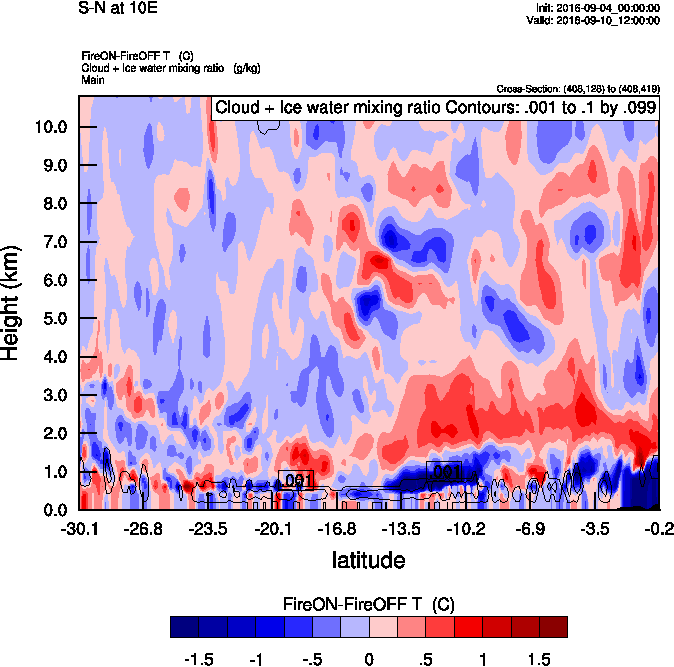 S-N at 10E
Init: 2016-09-04_00:00:00
Valid: 2016-09-10_12:00:00
FireON-FireOFF T (C)
Cloud + Ice water mixing ratio (g/kg)
Main
Cross-Section: (408,128) to (408,419)
Cloud + Ice water mixing ratio Contours: .001 to .1 by .099
10.0
9.0
8.0
7.0
6.0
5.0
4.0
3.0
2.0
1.0
0.0
Height (km)
.001
.001
-30.1 -26.8 -23.5 -20.1 -16.8 -13.5 -10.2 -6.9 -3.5 -0.2
latitude
FireON-FireOFF T (C)
-1.5 -1 -.5 0 .5 1 1.5